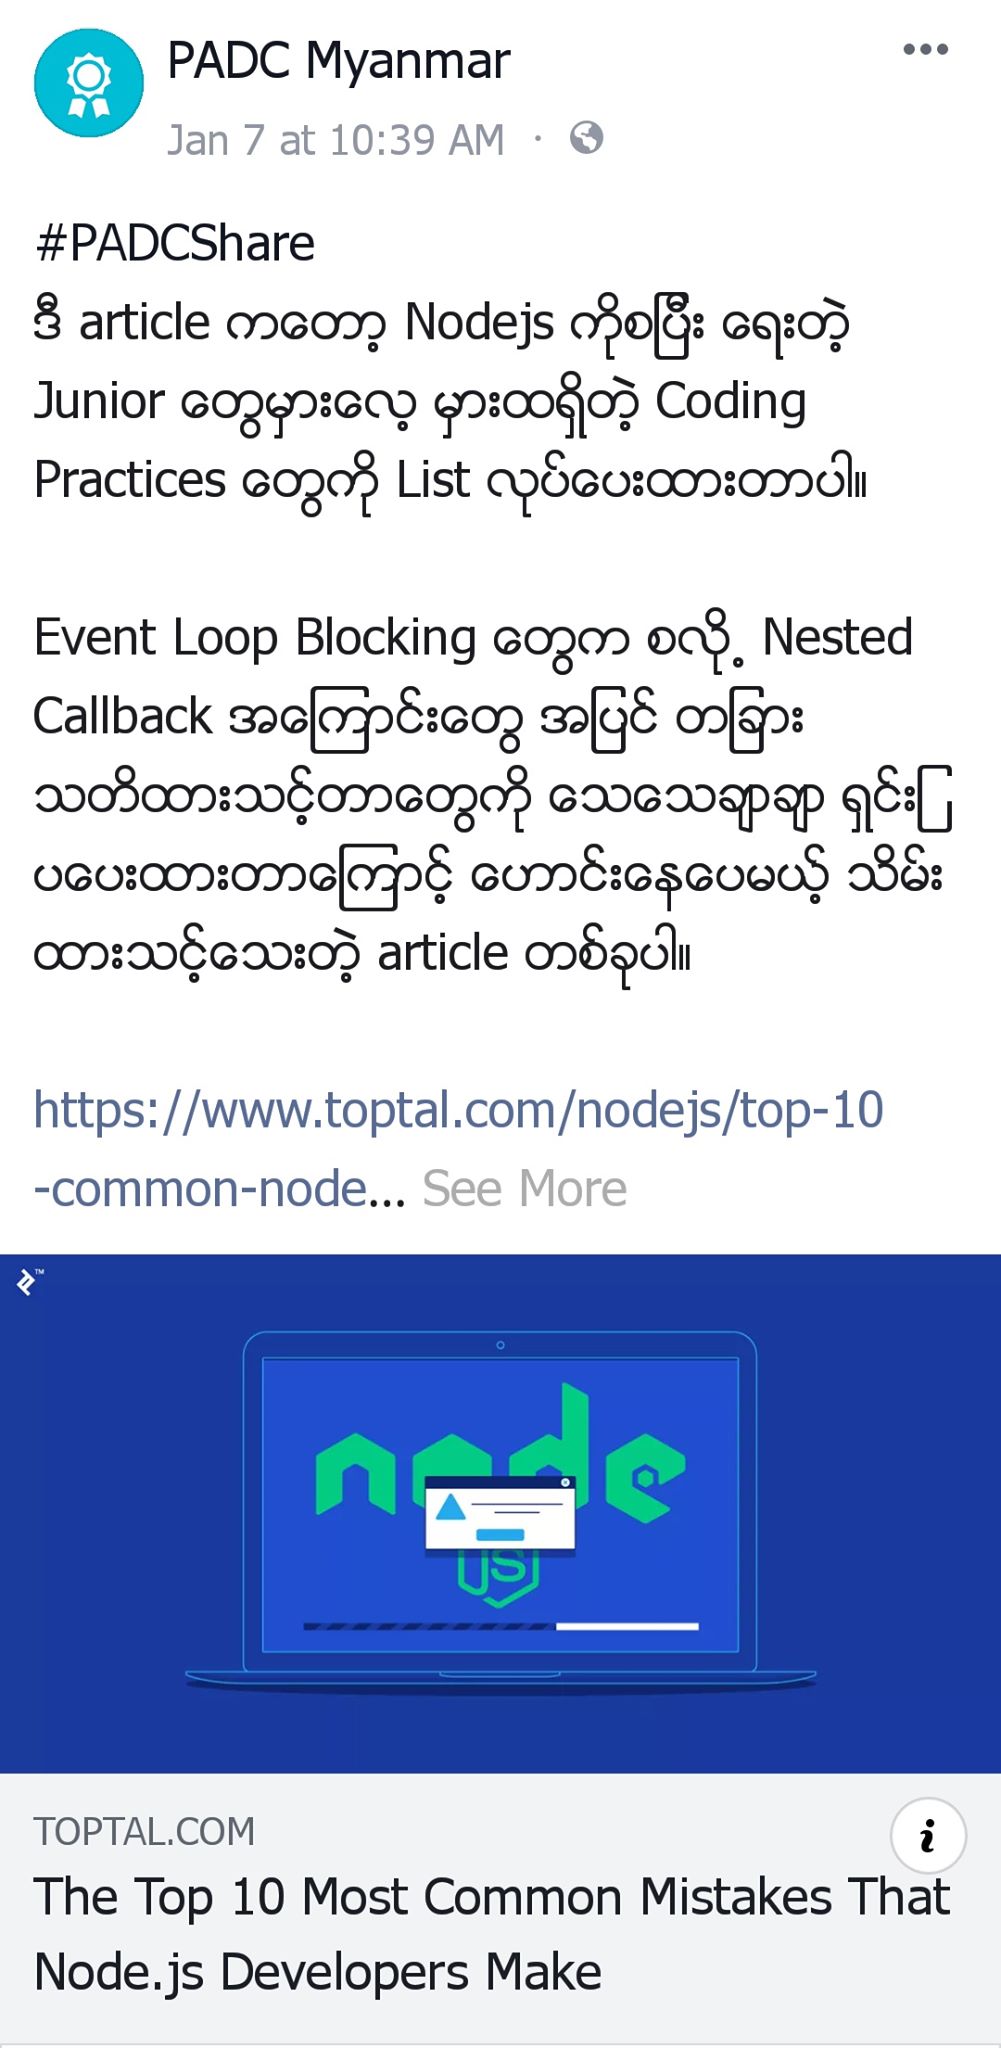 PADC Myanmar
Jan 7 at 10:39 AM ·
#PADCShare
ဒီ article ကတော့ Nodejs ကိုစပြီး ရေးတဲ့
Junior တွေမှားလေ့ မှားထရှိတဲ့ Coding
Practices တွေကို List လုပ်ပေးထားတာပါ။
Event Loop Blocking တွေက စလို့ Nested
Callback အကြောင်းတွေ အပြင် တခြား
သတိထားသင့်တာတွေကို သေသေချာချာ ရှင်းပြ
ပပေးထားတာကြောင့် ဟောင်းနေပေမယ့် သိမ်း
ထားသင့်သေးတဲ့ article တစ်ခုပါ။
https://www.toptal.com/nodejs/top-10
-common-node... See More
node
JS
TOPTAL.COM
The Top 10 Most Common Mistakes That
Node.js Developers Make